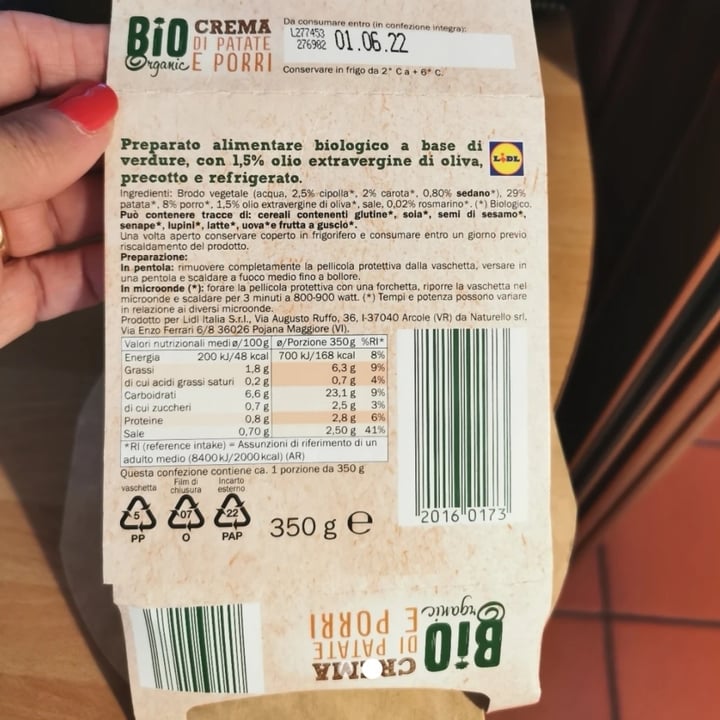 BiO
Organic
CREMA
DI PATATE
E PORRI
Da consumare entro (in confezione integra):
L277453
276982 01.06.22
Conservare in frigo da 2° C a + 6° C.
Preparato alimentare biologico a base di
verdure, con 1,5% olio extravergine di oliva,
precotto e refrigerato.
LIDL
Ingredienti: Brodo vegetale (acqua, 2,5% cipolla*, 2% carota*, 0,80% sedano*), 29%
patata*, 8% porro*, 1,5% olio extravergine di oliva*, sale, 0,02% rosmarino*. (*) Biologico.
Può contenere tracce di: cereali contenenti glutine*, soia*, semi di sesamo*,
senape*, lupini*, latte*, uova* e frutta a guscio*.
Una volta aperto conservare coperto in frigorifero e consumare entro un giorno previo
riscaldamento del prodotto.
Preparazione:
In pentola: rimuovere completamente la pellicola protettiva dalla vaschetta, versare in
una pentola e scaldare a fuoco medio fino a bollore.
In microonde (*): forare la pellicola protettiva con una forchetta, riporre la vaschetta nel
microonde e scaldare per 3 minuti a 800-900 watt. (*) Tempi e potenza possono variare
in relazione ai diversi microonde.
Prodotto per Lidl Italia S.r.l., Via Augusto Ruffo, 36, I-37040 Arcole (VR) da Naturello srl,
Via Enzo Ferrari 6/8 36026 Pojana Maggiore (VI).
Valori nutrizionali medi ø/100g ø/Porzione 350g %RI*
Energia 200 kJ/48 kcal 700 kJ/168 kcal 8%
Grassi 1,8 g 6,3 g 9%
di cui acidi grassi saturi 0,2 g 0,7 g 4%
Carboidrati 6,6 g 23,1 g 9%
di cui zuccheri 0,7 g 2,5 g 3%
Proteine 0,8 g 2,8 g 6%
Sale 0,70 g 2,50 g 41%
*RI (reference intake) = Assunzioni di riferimento di un
adulto medio (8400kJ/2000kcal) (AR)
Questa confezione contiene ca. 1 porzione da 350 g
vaschetta Film di chiusura Incarto esterno
5 07 22
PP O PAP
350 g e
20160173
BiO
Organic
CREMA
DI PATATE
E PORRI